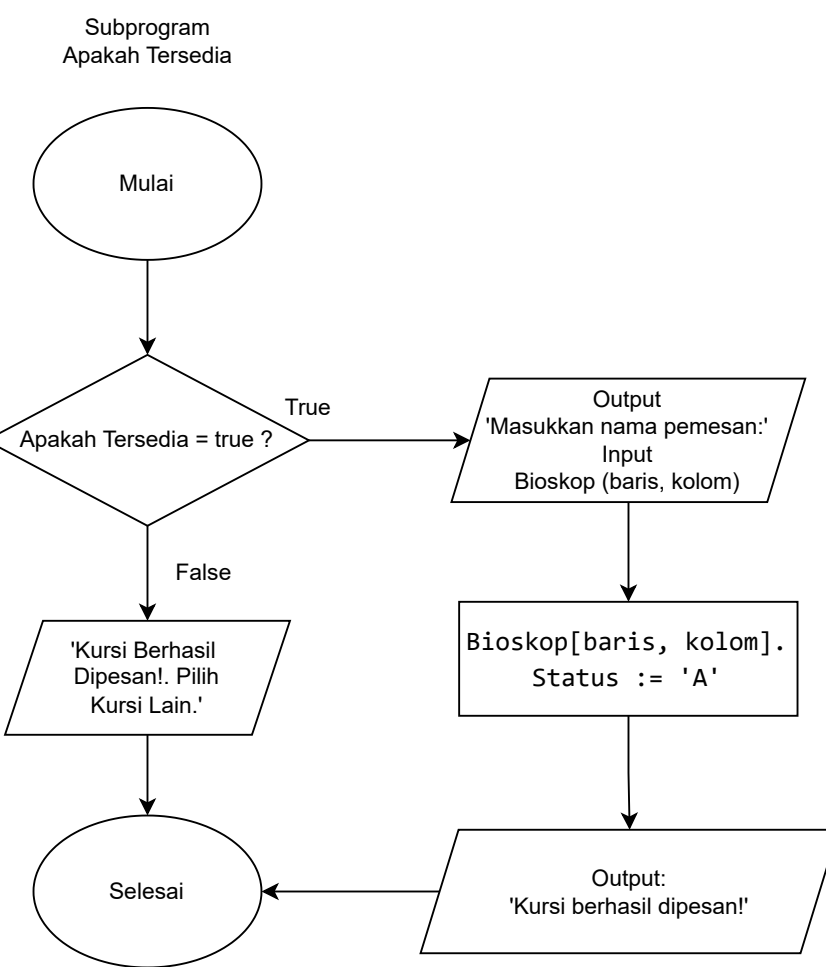 Subprogram
Apakah Tersedia
Mulai
Apakah Tersedia = true ?
True
Output
'Masukkan nama pemesan:'
Input
Bioskop (baris, kolom)
False
'Kursi Berhasil
Dipesan!. Pilih
Kursi Lain.'
Bioskop[baris, kolom].
Status := 'A'
Selesai
Output:
'Kursi berhasil dipesan!'